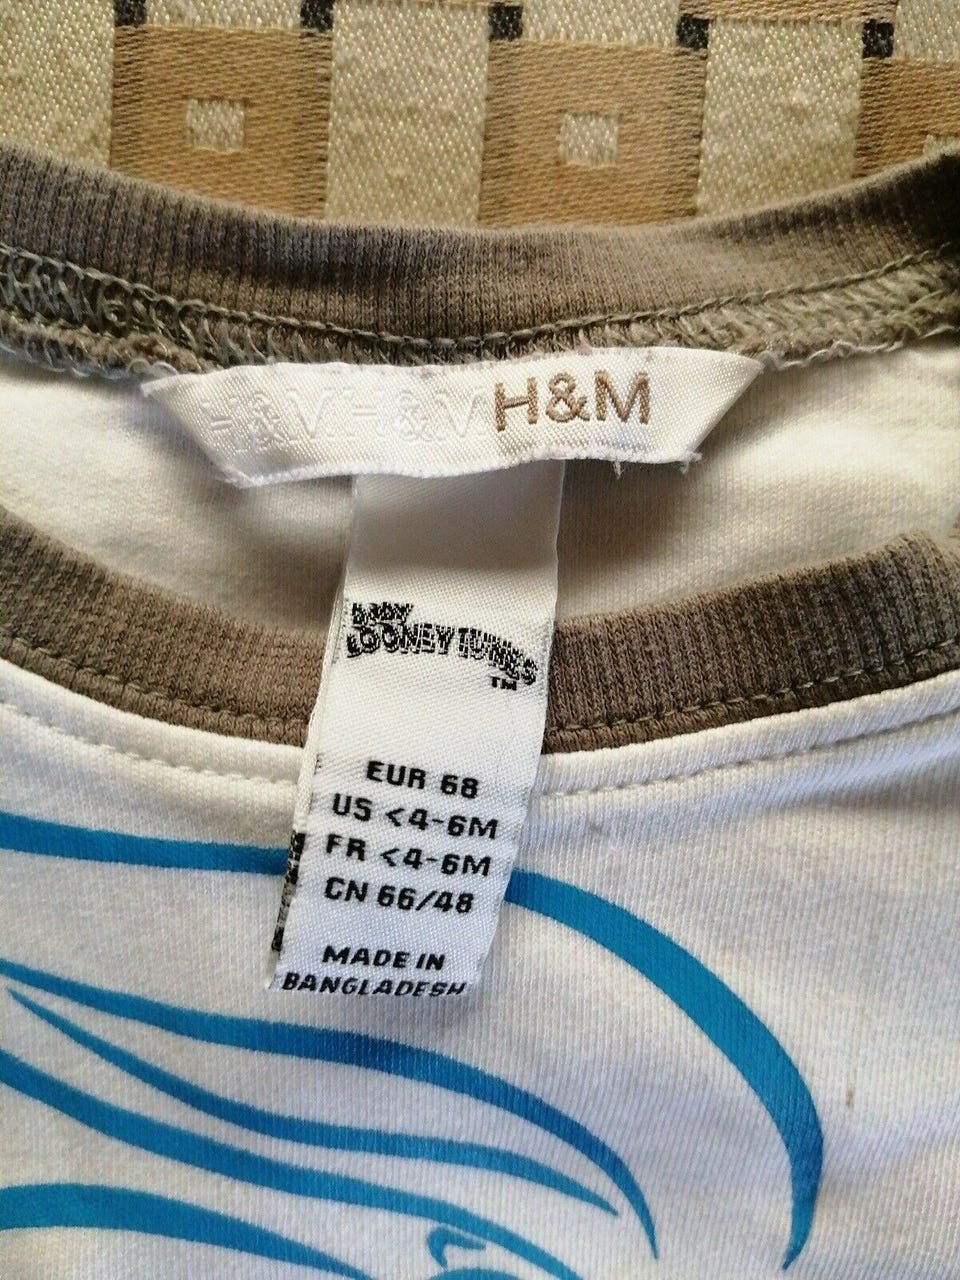 H&M H&M H&M
BABY
LOONEY TUNES
TM
EUR 68
US <4-6M
FR <4-6M
CN 66/48
MADE IN
BANGLADESH